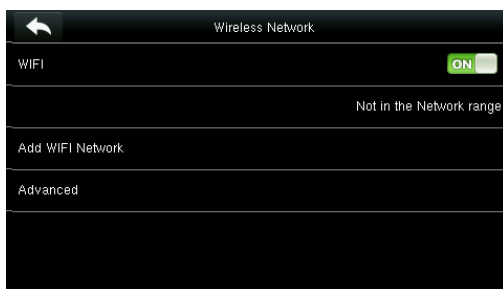 Wireless Network
WIFI
ON
Not in the Network range
Add WIFI Network
Advanced